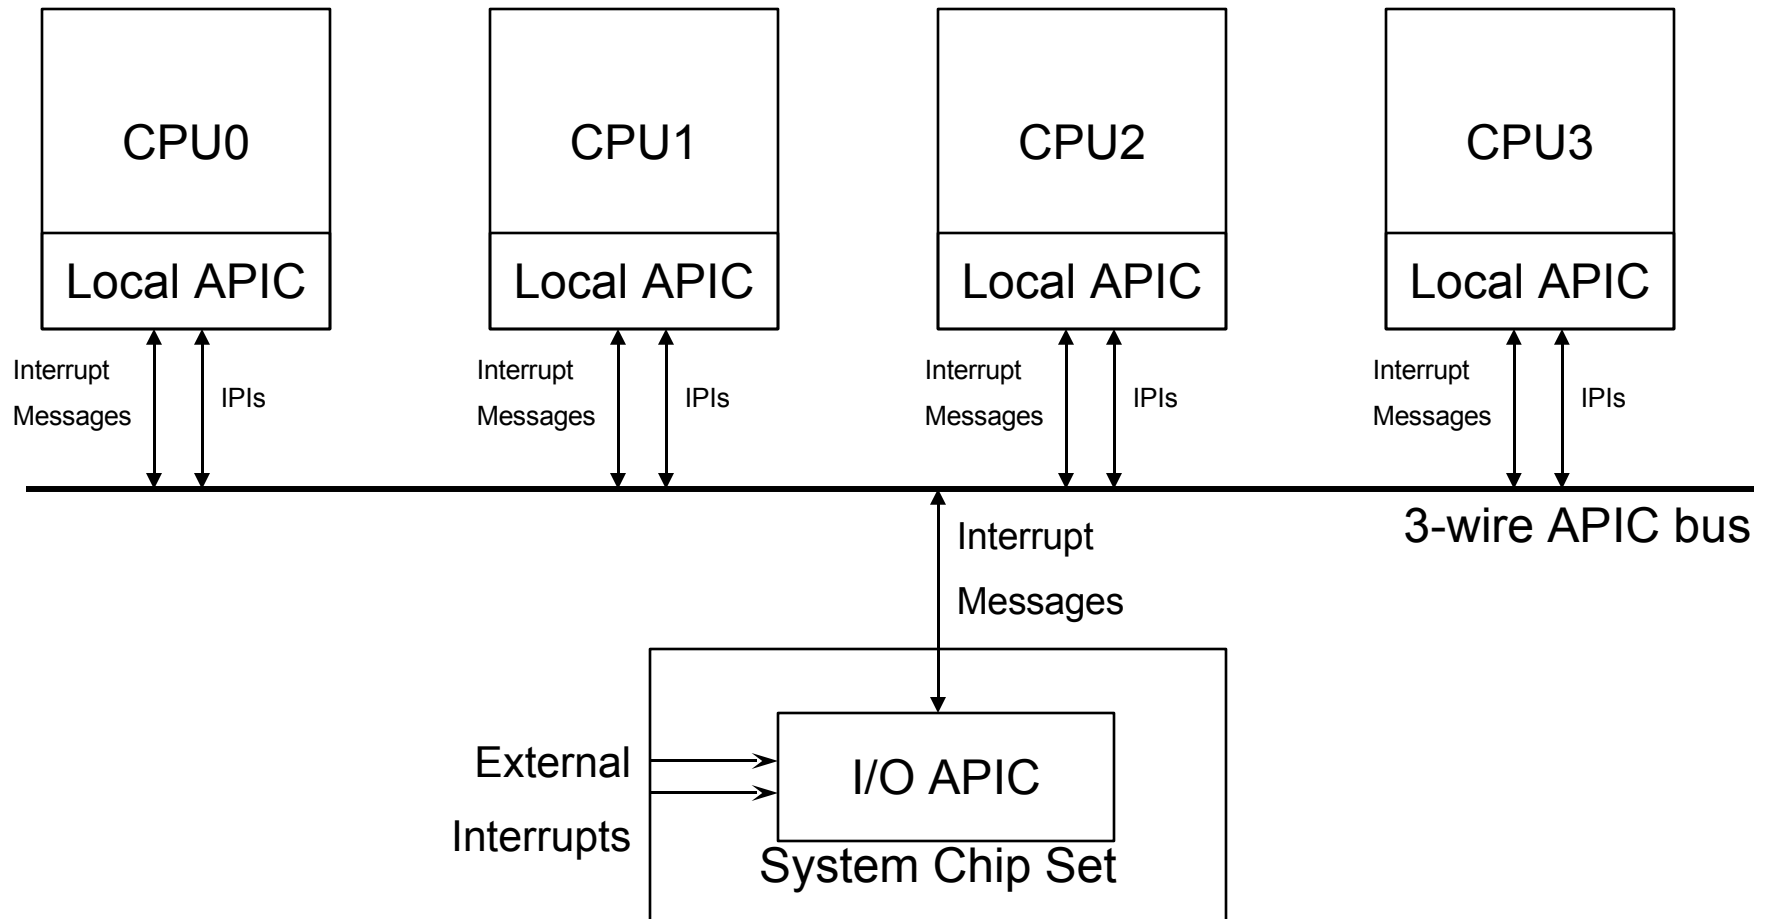 CPU0
CPU1
CPU2
CPU3
Local APIC
Local APIC
Local APIC
Local APIC
Interrupt
Messages
IPIs
Interrupt
Messages
IPIs
Interrupt
Messages
IPIs
Interrupt
Messages
IPIs
3-wire APIC bus
Interrupt
Messages
External
Interrupts
I/O APIC
System Chip Set